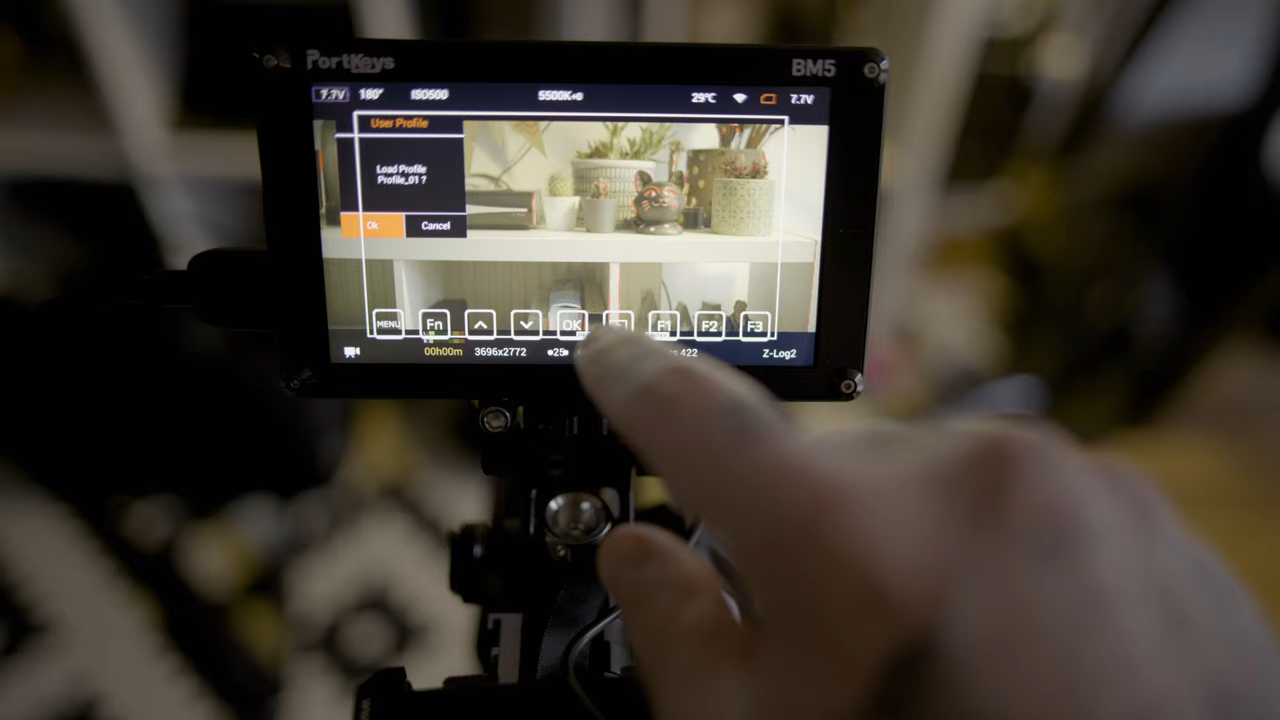 PortKeys
BM5
7.7V 180° ISO500 5500K+0 29℃ 7.7V
User Profile
Load Profile
Profile_01 ?
Ok Cancel
MENU Fn OK F1 F2 F3
00h00m 3696x2772 25 422 Z-Log2